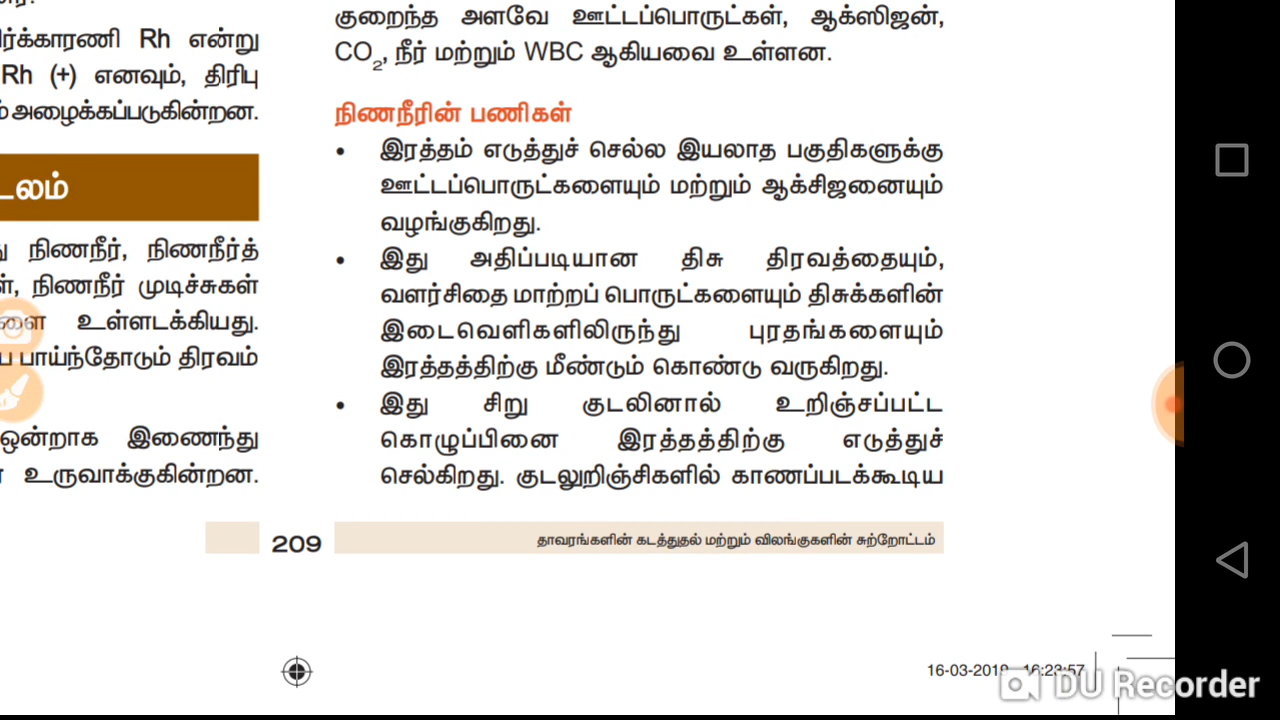 ர்க்காரணி Rh என்று
Rh (+) எனவும், திரிபு
அழைக்கப்படுகின்றன.
டலம்
நிணநீர், நிணநீர்த்
நிணநீர் முடிச்சுகள்
உள்ளடக்கியது.
பாய்ந்தோடும் திரவம்
ஒன்றாக இணைந்து
உருவாக்குகின்றன.
குறைந்த அளவே ஊட்டப்பொருட்கள், ஆக்ஸிஜன்,
CO₂, நீர் மற்றும் WBC ஆகியவை உள்ளன.
நிணநீரின் பணிகள்
• இரத்தம் எடுத்துச் செல்ல இயலாத பகுதிகளுக்கு
ஊட்டப்பொருட்களையும் மற்றும் ஆக்சிஜனையும்
வழங்குகிறது.
• இது அதிப்படியான திசு திரவத்தையும்,
வளர்சிதை மாற்றப் பொருட்களையும் திசுக்களின்
இடைவெளிகளிலிருந்து புரதங்களையும்
இரத்தத்திற்கு மீண்டும் கொண்டு வருகிறது.
• இது சிறு குடலினால் உறிஞ்சப்பட்ட
கொழுப்பினை இரத்தத்திற்கு எடுத்துச்
செல்கிறது. குடலுறிஞ்சிகளில் காணப்படக்கூடிய
209
தாவரங்களின் கடத்துதல் மற்றும் விலங்குகளின் சுற்றோட்டம்
16-03-2019 16:23:57
DU Recorder